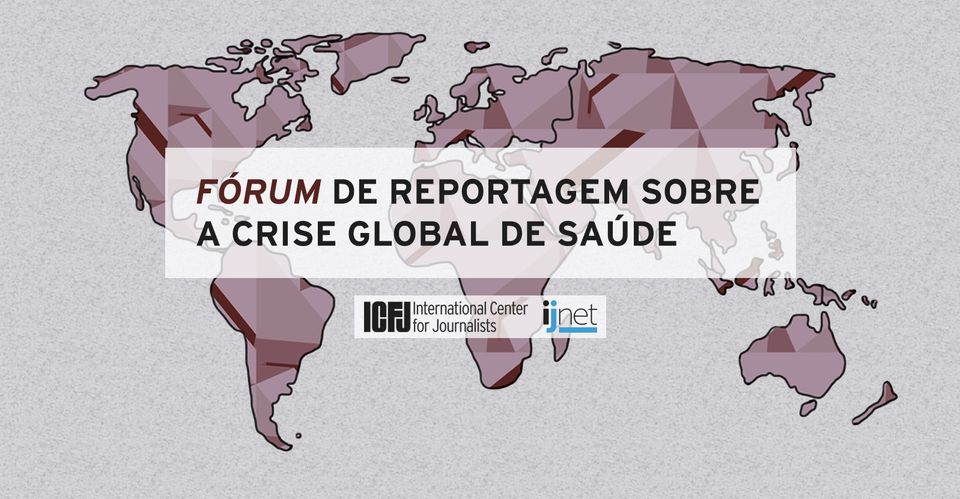 FÓRUM DE REPORTAGEM SOBRE
A CRISE GLOBAL DE SAÚDE
ICFJ International Center
for Journalists
ijnet